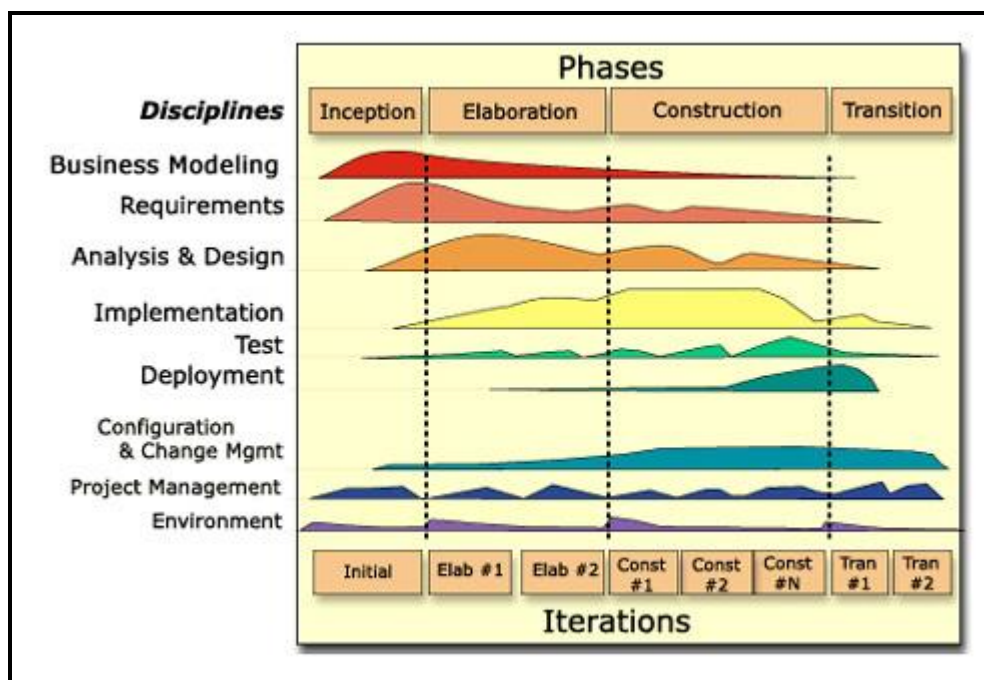 Phases
Disciplines
Inception
Elaboration
Construction
Transition
Business Modeling
Requirements
Analysis & Design
Implementation
Test
Deployment
Configuration
& Change Mgmt
Project Management
Environment
Initial
Elab #1
Elab #2
Const
#1
Const
#2
Const
#N
Tran
#1
Tran
#2
Iterations